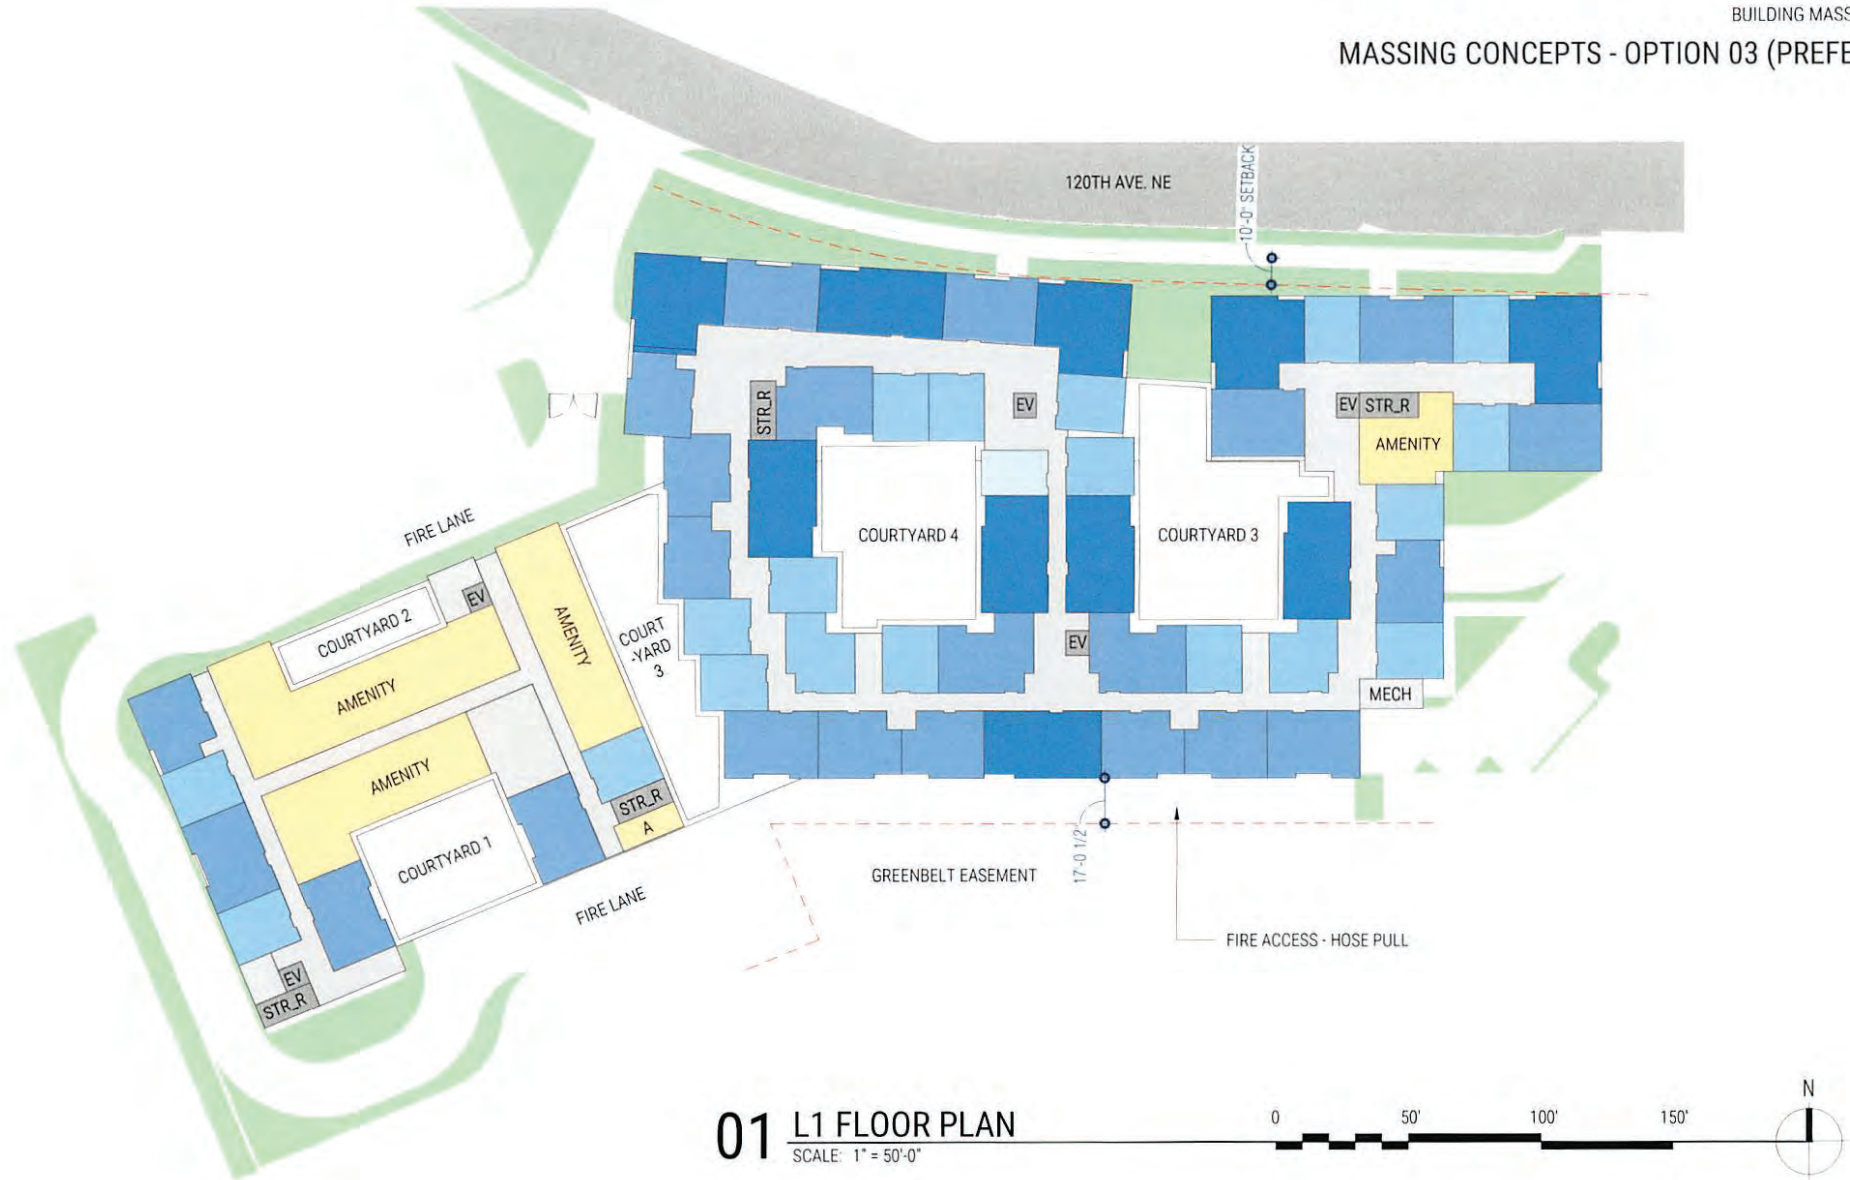 BUILDING MASS
MASSING CONCEPTS - OPTION 03 (PREFE
120TH AVE. NE
10'-0" SETBACK
STR_R
EV
EV
STR_R
AMENITY
COURTYARD 4
COURTYARD 3
FIRE LANE
EV
AMENITY
COURT
-YARD
3
COURTYARD 2
AMENITY
EV
MECH
AMENITY
STR_R
A
COURTYARD 1
17'-0 1/2"
GREENBELT EASEMENT
FIRE LANE
FIRE ACCESS - HOSE PULL
EV
STR_R
01
L1 FLOOR PLAN
SCALE: 1" = 50'-0"
0
50'
100'
150'
N